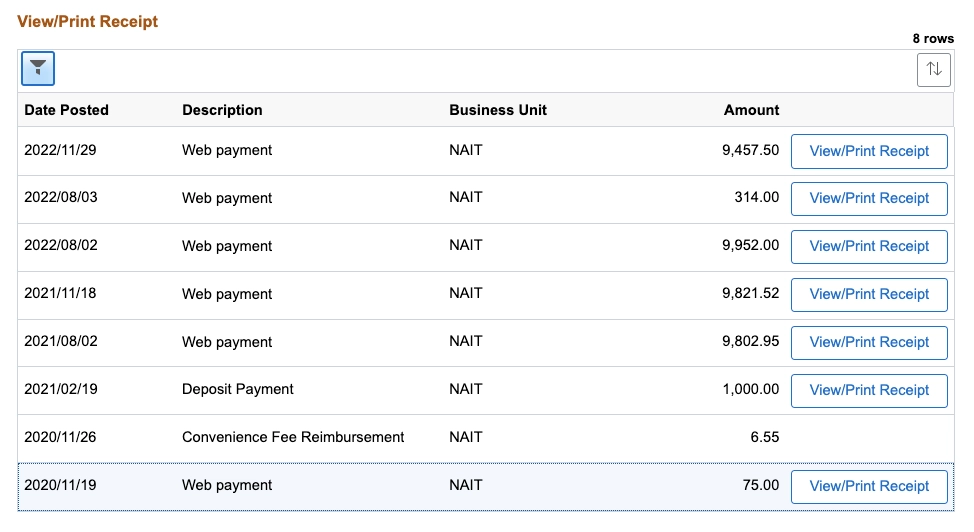 View/Print Receipt
8 rows
Date Posted Description Business Unit Amount
2022/11/29 Web payment NAIT 9,457.50 View/Print Receipt
2022/08/03 Web payment NAIT 314.00 View/Print Receipt
2022/08/02 Web payment NAIT 9,952.00 View/Print Receipt
2021/11/18 Web payment NAIT 9,821.52 View/Print Receipt
2021/08/02 Web payment NAIT 9,802.95 View/Print Receipt
2021/02/19 Deposit Payment NAIT 1,000.00 View/Print Receipt
2020/11/26 Convenience Fee Reimbursement NAIT 6.55
2020/11/19 Web payment NAIT 75.00 View/Print Receipt